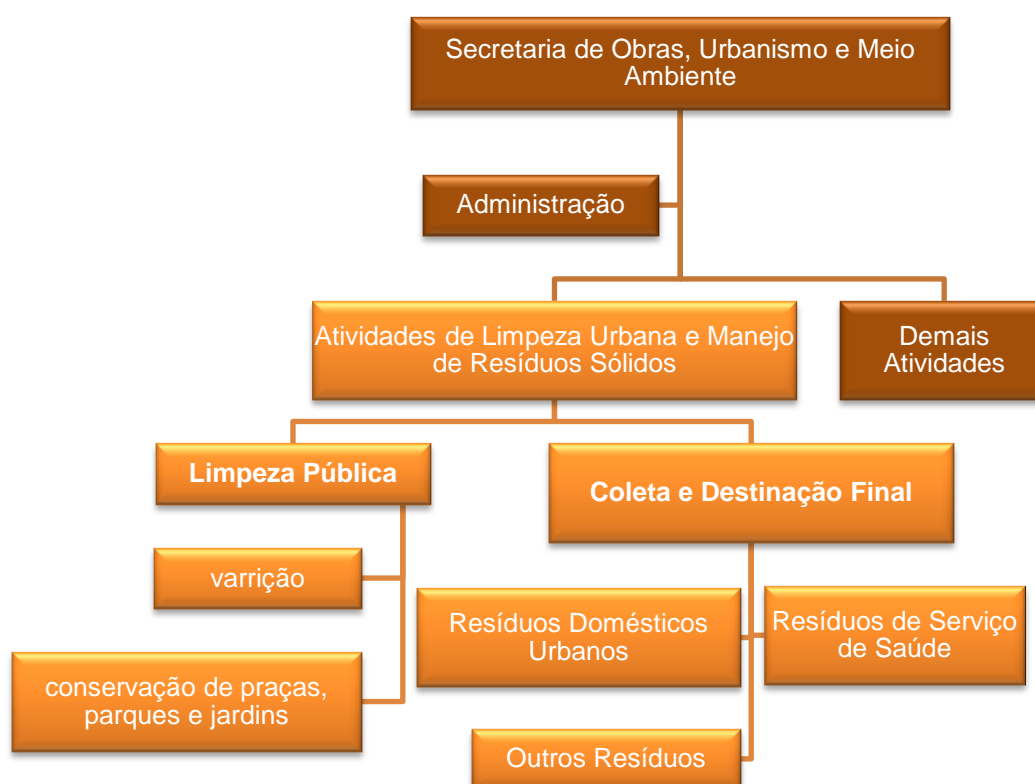 Secretaria de Obras, Urbanismo e Meio
Ambiente
Administração
Atividades de Limpeza Urbana e Manejo
de Resíduos Sólidos
Demais
Atividades
Limpeza Pública
Coleta e Destinação Final
varrição
Resíduos Domésticos
Urbanos
Resíduos de Serviço
de Saúde
conservação de praças,
parques e jardins
Outros Resíduos